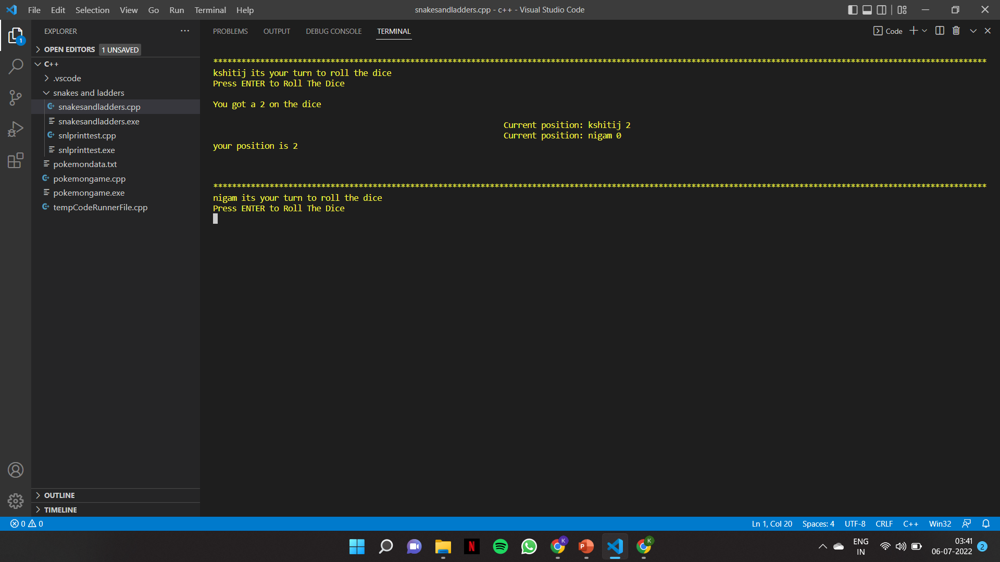 File Edit Selection View Go Run Terminal Help
snakesandladders.cpp - c++ - Visual Studio Code
EXPLORER
1
OPEN EDITORS 1 UNSAVED
C++
.vscode
snakes and ladders
snakesandladders.cpp
snakesandladders.exe
snlprinttest.cpp
snlprinttest.exe
pokemondata.txt
pokemongame.cpp
pokemongame.exe
tempCodeRunnerFile.cpp
OUTLINE
TIMELINE
PROBLEMS OUTPUT DEBUG CONSOLE TERMINAL
Code
*********************************************************************************************************************************************************************
kshitij its your turn to roll the dice
Press ENTER to Roll The Dice
You got a 2 on the dice
Current position: kshitij 2
Current position: nigam 0
your position is 2
*********************************************************************************************************************************************************************
nigam its your turn to roll the dice
Press ENTER to Roll The Dice
0 0
Ln 1, Col 20 Spaces: 4 UTF-8 CRLF C++ Win32
N
K
P
K
ENG
IN
03:41
06-07-2022
2